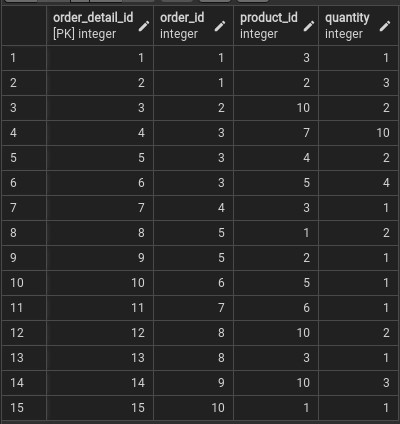 order_detail_id order_id product_id quantity
[PK] integer integer integer integer
1 1 1 3 1
2 2 1 2 3
3 3 2 10 2
4 4 3 7 10
5 5 3 4 2
6 6 3 5 4
7 7 4 3 1
8 8 5 1 2
9 9 5 2 1
10 10 6 5 1
11 11 7 6 1
12 12 8 10 2
13 13 8 3 1
14 14 9 10 3
15 15 10 1 1